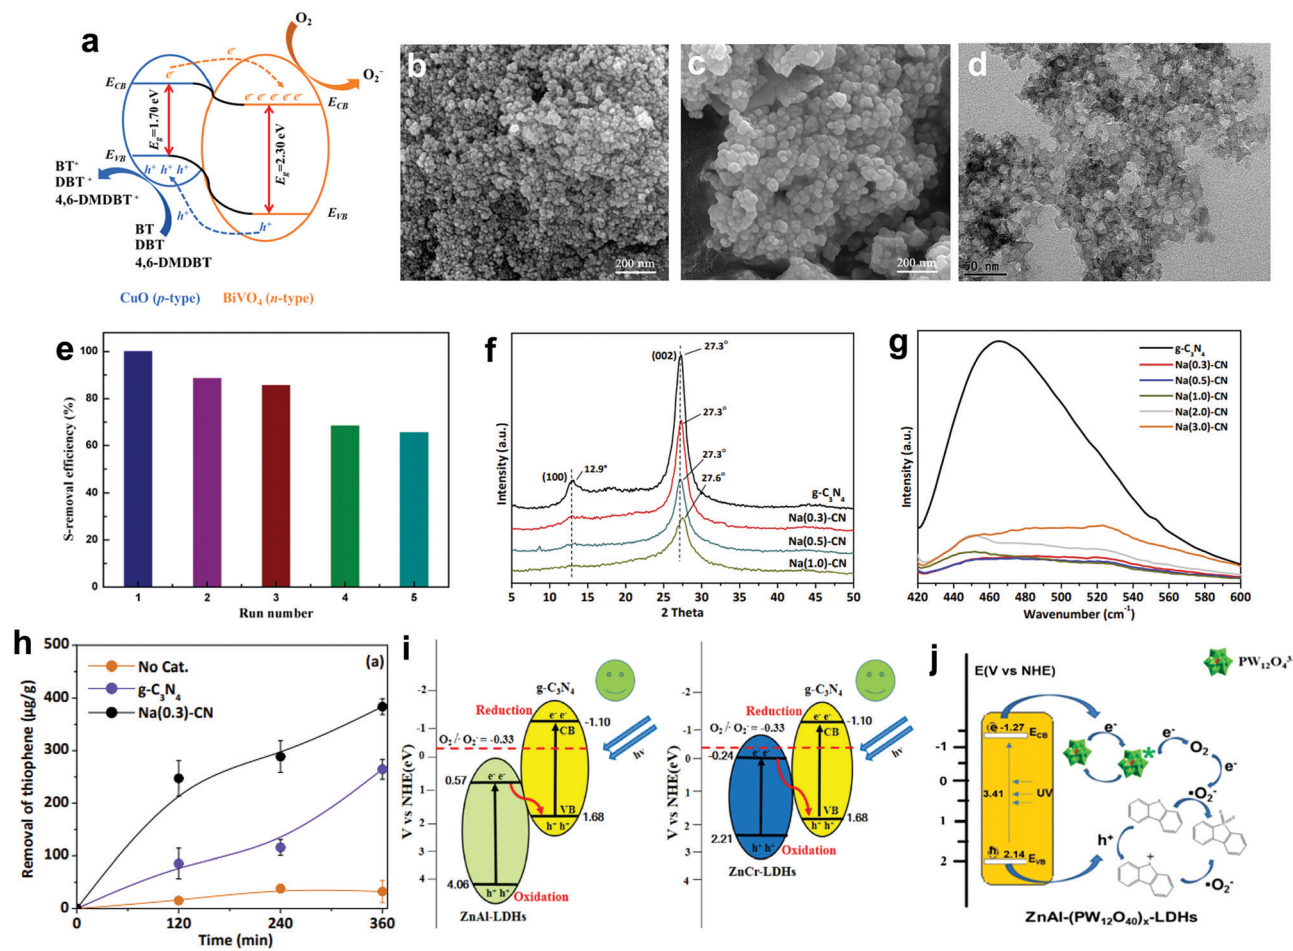 a
O₂
e⁻
O₂⁻
e⁻
E_CB
e⁻ e⁻ e⁻ e⁻ e⁻
E_CB
E_g=1.70 eV
E_g=2.30 eV
E_VB
h⁺ h⁺ h⁺
BT⁺
DBT⁺
4,6-DMDBT⁺
h⁺
h⁺
E_VB
BT
DBT
4,6-DMDBT
CuO (p-type)
BiVO₄ (n-type)
b
200 nm
c
200 nm
d
60 nm
e
S-removal efficiency (%)
100
80
60
40
20
0
1 2 3 4 5
Run number
f
Intensity (a.u.)
(002)
27.3°
27.3°
27.3°
27.6°
(100)
12.9°
g-C₃N₄
Na(0.3)-CN
Na(0.5)-CN
Na(1.0)-CN
5 10 15 20 25 30 35 40 45 50
2 Theta
g
Intensity (a.u.)
g-C₃N₄
Na(0.3)-CN
Na(0.5)-CN
Na(1.0)-CN
Na(2.0)-CN
Na(3.0)-CN
420 440 460 480 500 520 540 560 580 600
Wavenumber (cm⁻¹)
h
(a)
Removal of thiophene (μg/g)
500
400
300
200
100
0
No Cat.
g-C₃N₄
Na(0.3)-CN
0 120 240 360
Time (min)
i
V vs NHE(eV)
-2
-1
0
1
2
3
4
g-C₃N₄
Reduction
e⁻ e⁻
CB
-1.10
O₂ /· O₂⁻ = -0.33
hv
0.57
e⁻ e⁻
VB
h⁺ h⁺
1.68
4.06
h⁺ h⁺
Oxidation
ZnAl-LDHs
V vs NHE(eV)
-2
-1
0
1
2
3
4
g-C₃N₄
Reduction
e⁻ e⁻
CB
-1.10
O₂ /· O₂⁻ = -0.33
hv
-0.24
e⁻ e⁻
VB
h⁺ h⁺
1.68
2.21
h⁺ h⁺
Oxidation
ZnCr-LDHs
j
E(V vs NHE)
PW₁₂O₄³
-1
0
1
2
e -1.27
E_CB
3.41
UV
h 2.14
E_VB
e⁻
*
e⁻
O₂
e⁻
•O₂⁻
h⁺
S
+
•O₂⁻
ZnAl-(PW₁₂O₄₀)ₓ-LDHs